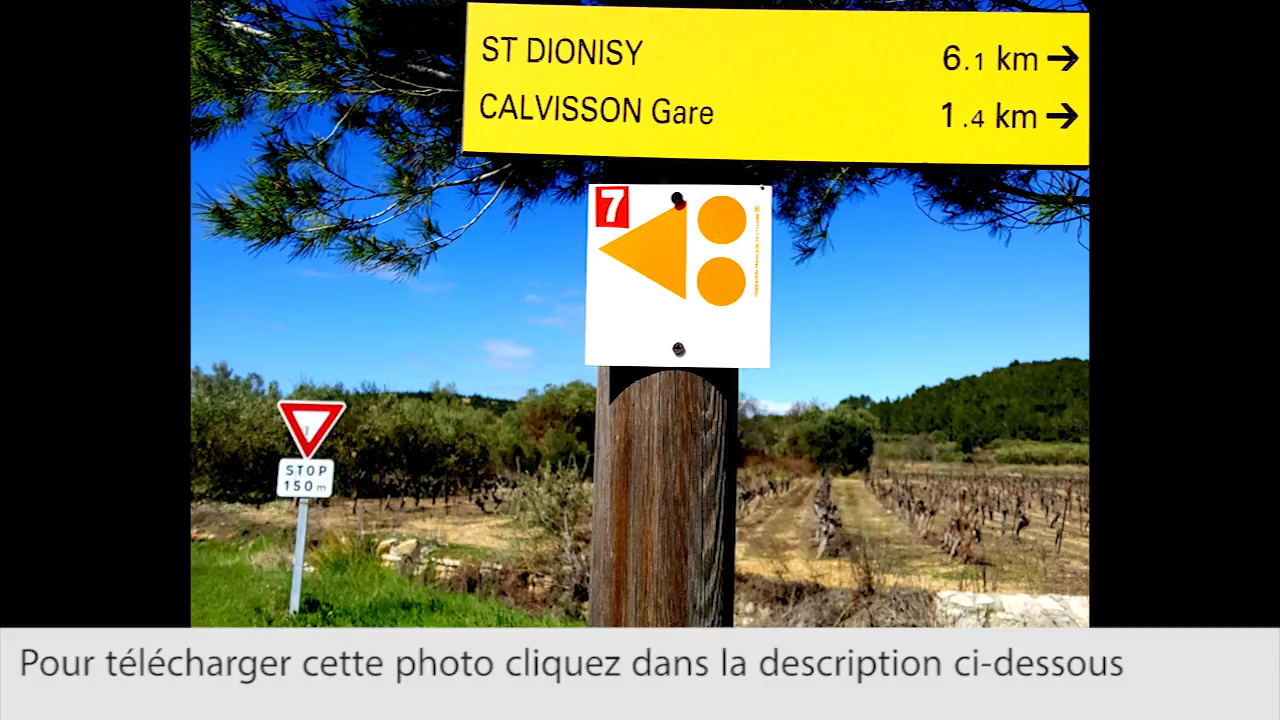 ST DIONISY 6.1 km →
CALVISSON Gare 1.4 km →
7
STOP
150 m
Pour télécharger cette photo cliquez dans la description ci-dessous